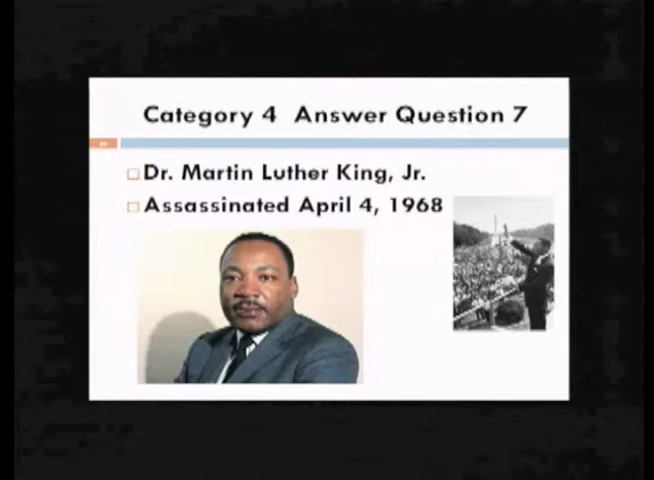 Category 4 Answer Question 7
Dr. Martin Luther King, Jr.
Assassinated April 4, 1968